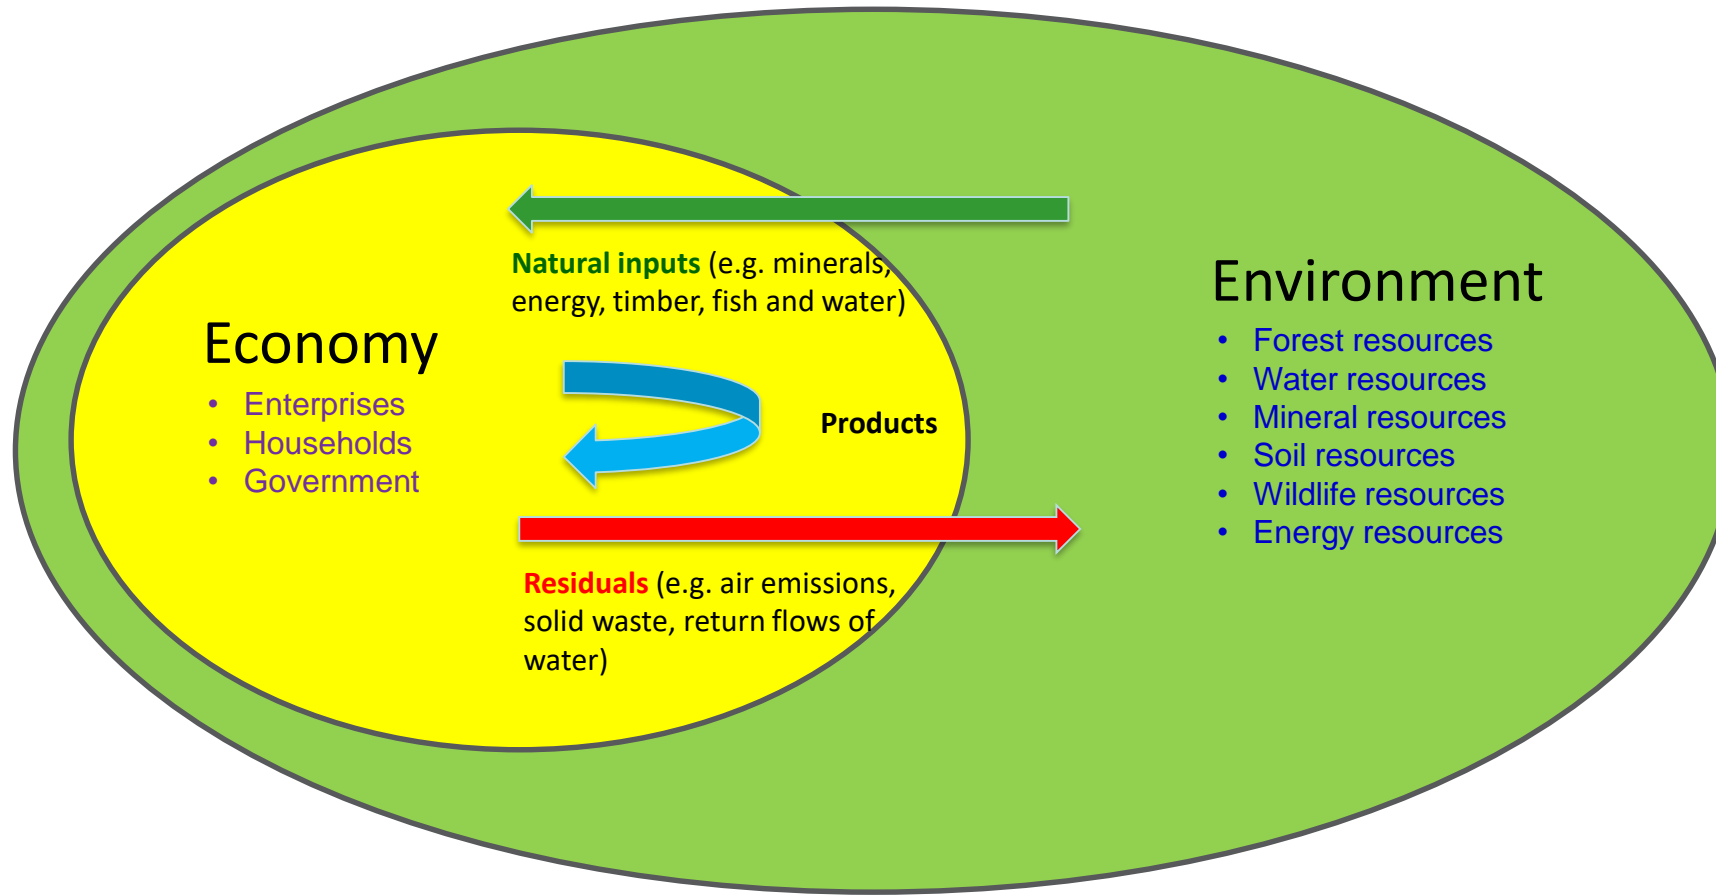 Natural inputs (e.g. minerals,
energy, timber, fish and water)
Economy
• Enterprises
• Households
• Government
Products
Residuals (e.g. air emissions,
solid waste, return flows of
water)
Environment
• Forest resources
• Water resources
• Mineral resources
• Soil resources
• Wildlife resources
• Energy resources